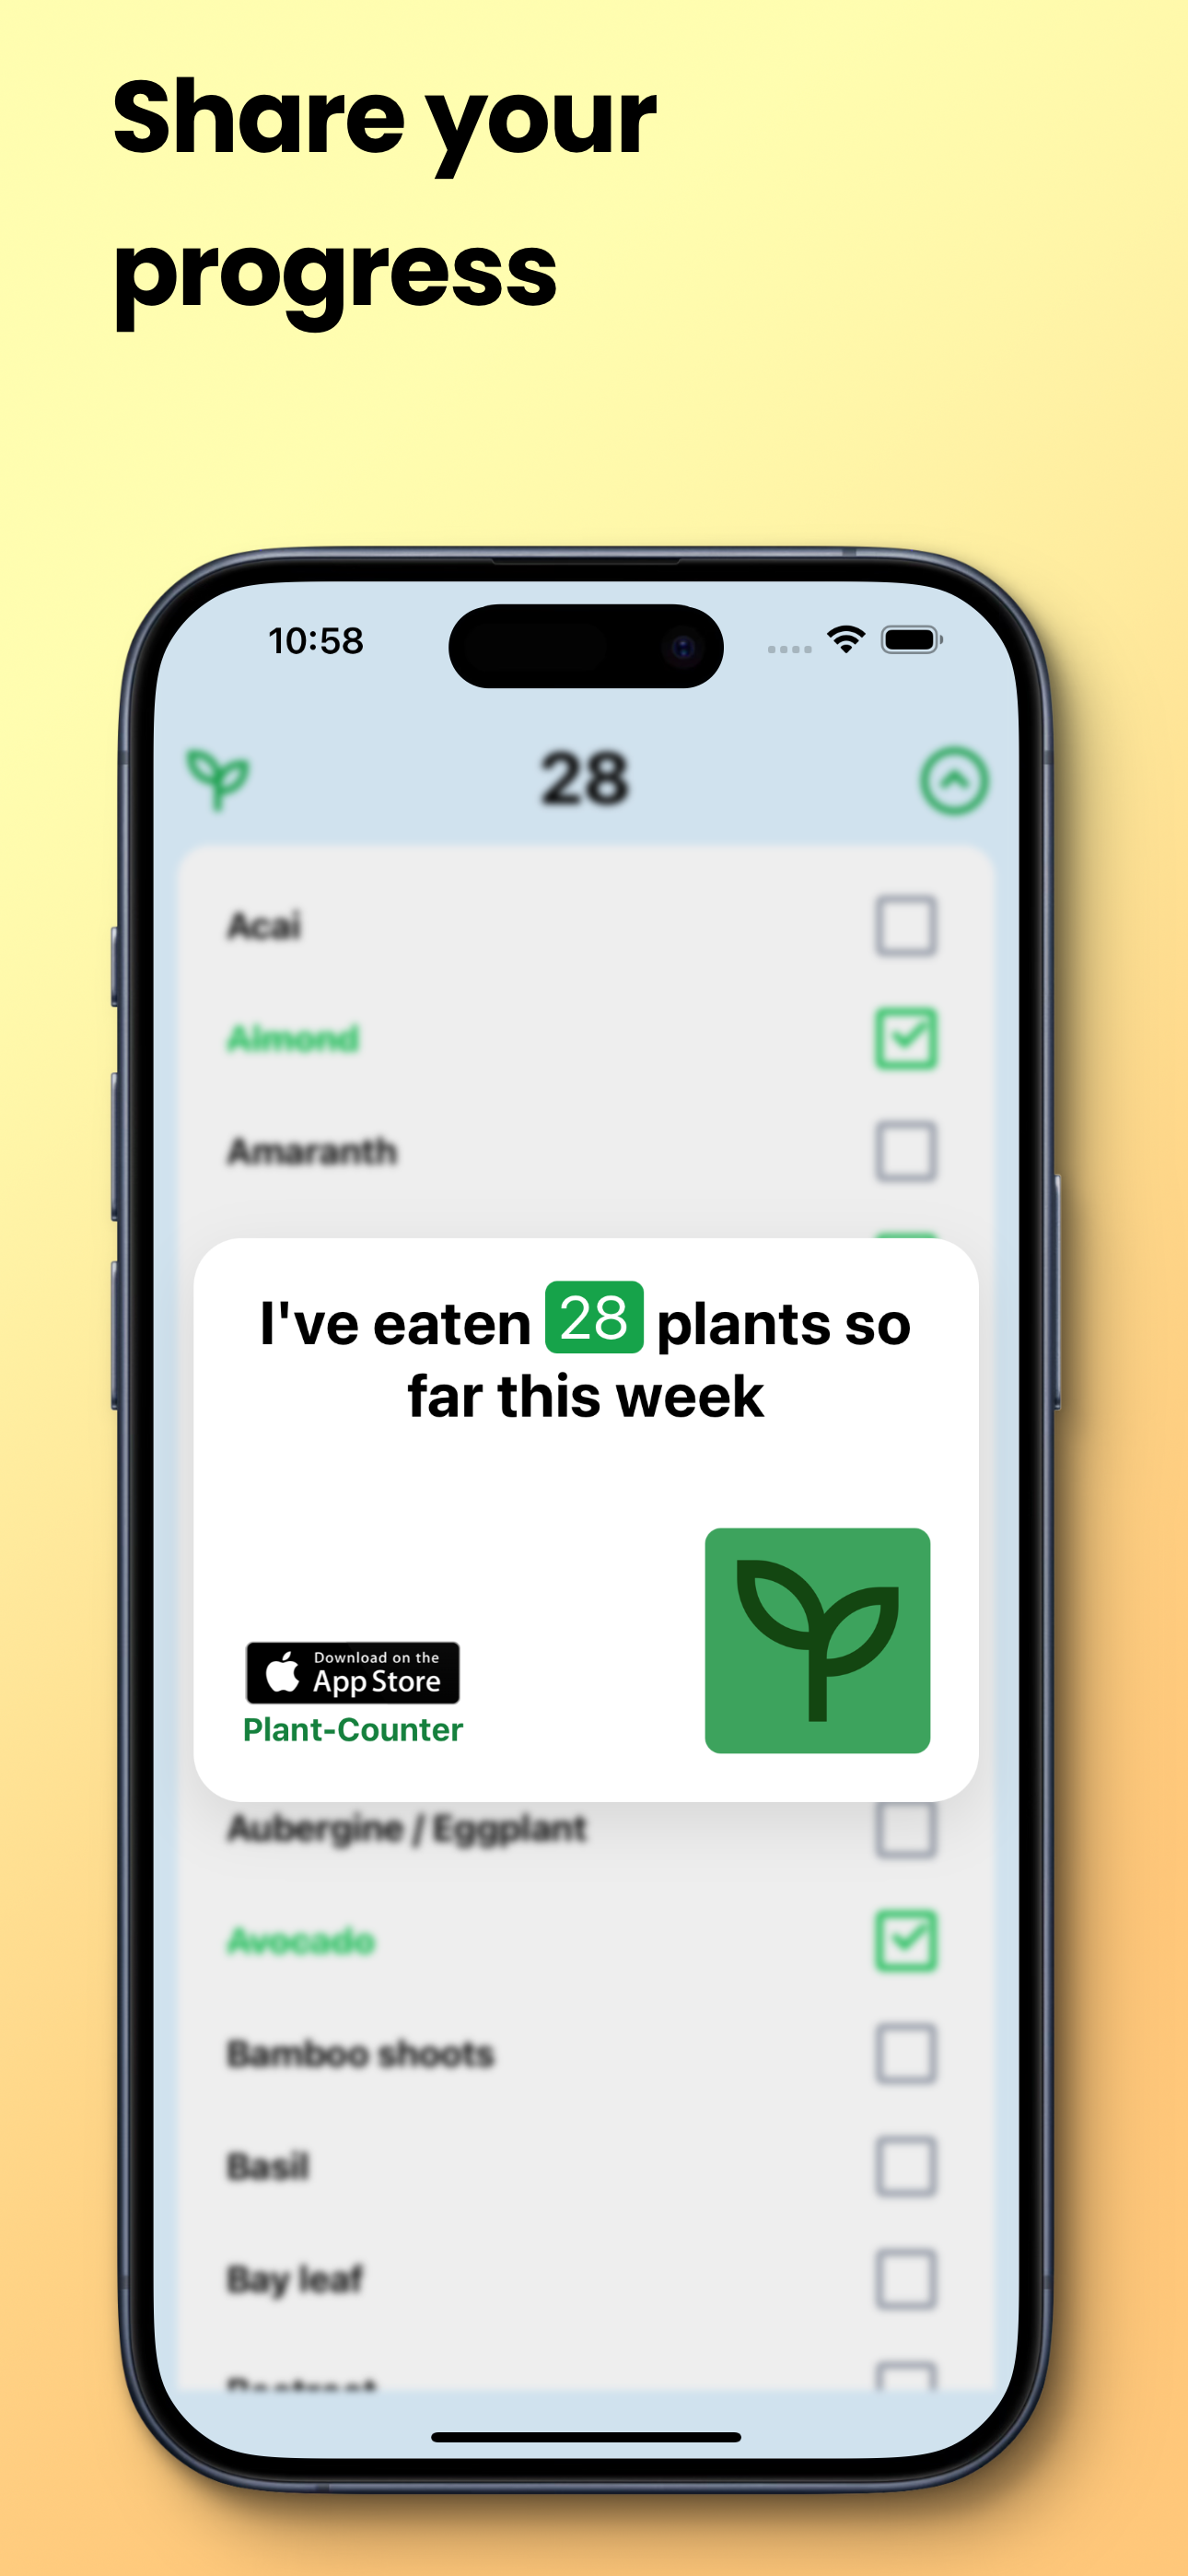 Share your
progress
10:58
28
Acai
Almond
Amaranth
I've eaten 28 plants so
far this week
Download on the
App Store
Plant-Counter
Aubergine / Eggplant
Avocado
Bamboo shoots
Basil
Bay leaf